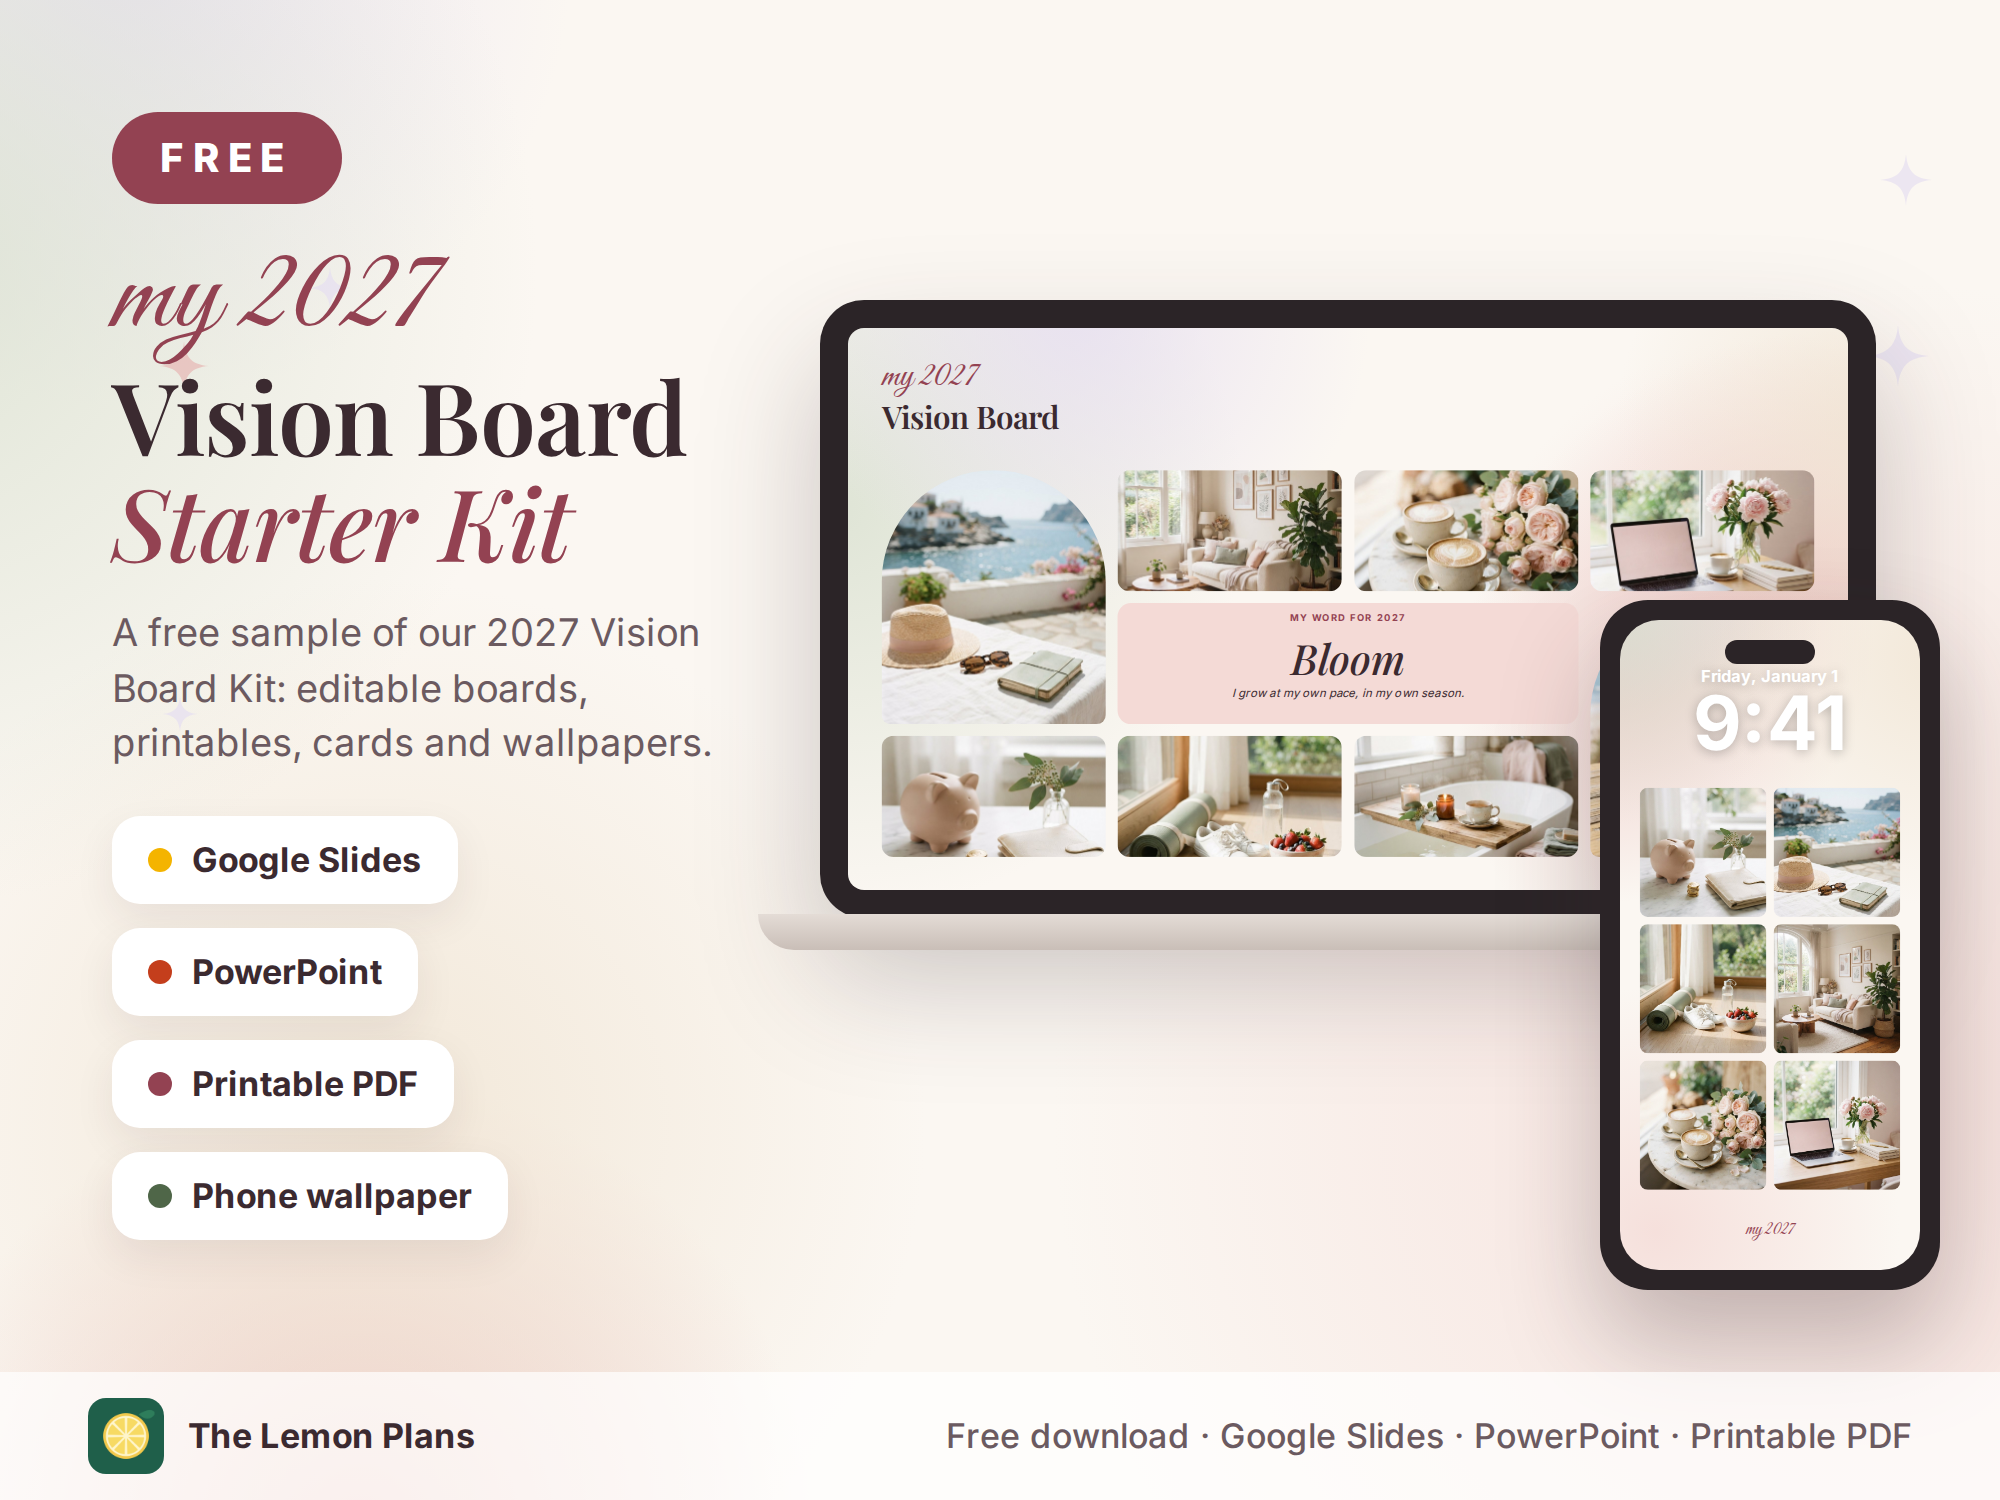 FREE
my 2027
Vision Board
Starter Kit
A free sample of our 2027 Vision
Board Kit: editable boards,
printables, cards and wallpapers.
Google Slides
PowerPoint
Printable PDF
Phone wallpaper
my 2027
Vision Board
MY WORD FOR 2027
Bloom
I grow at my own pace, in my own season.
Friday, January 1
9:41
my 2027
The Lemon Plans
Free download · Google Slides · PowerPoint · Printable PDF